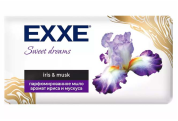 EXXE
Sweet dreams
Iris & musk
парфюмированное мыло
аромат ириса и мускуса